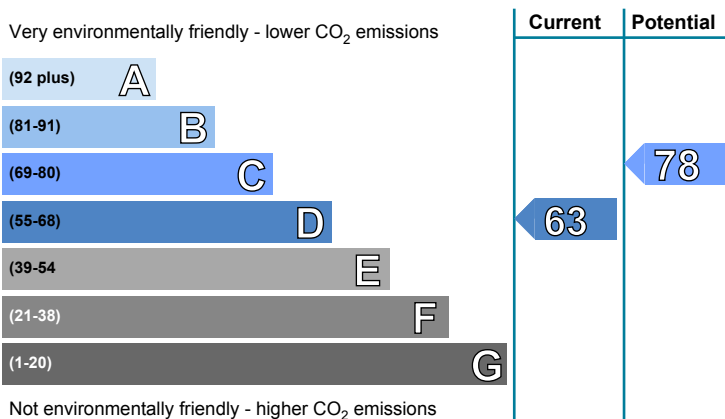 Current Potential
Very environmentally friendly - lower CO2 emissions
(92 plus) A
(81-91) B
(69-80) C
78
(55-68) D
63
(39-54 E
(21-38) F
(1-20) G
Not environmentally friendly - higher CO2 emissions